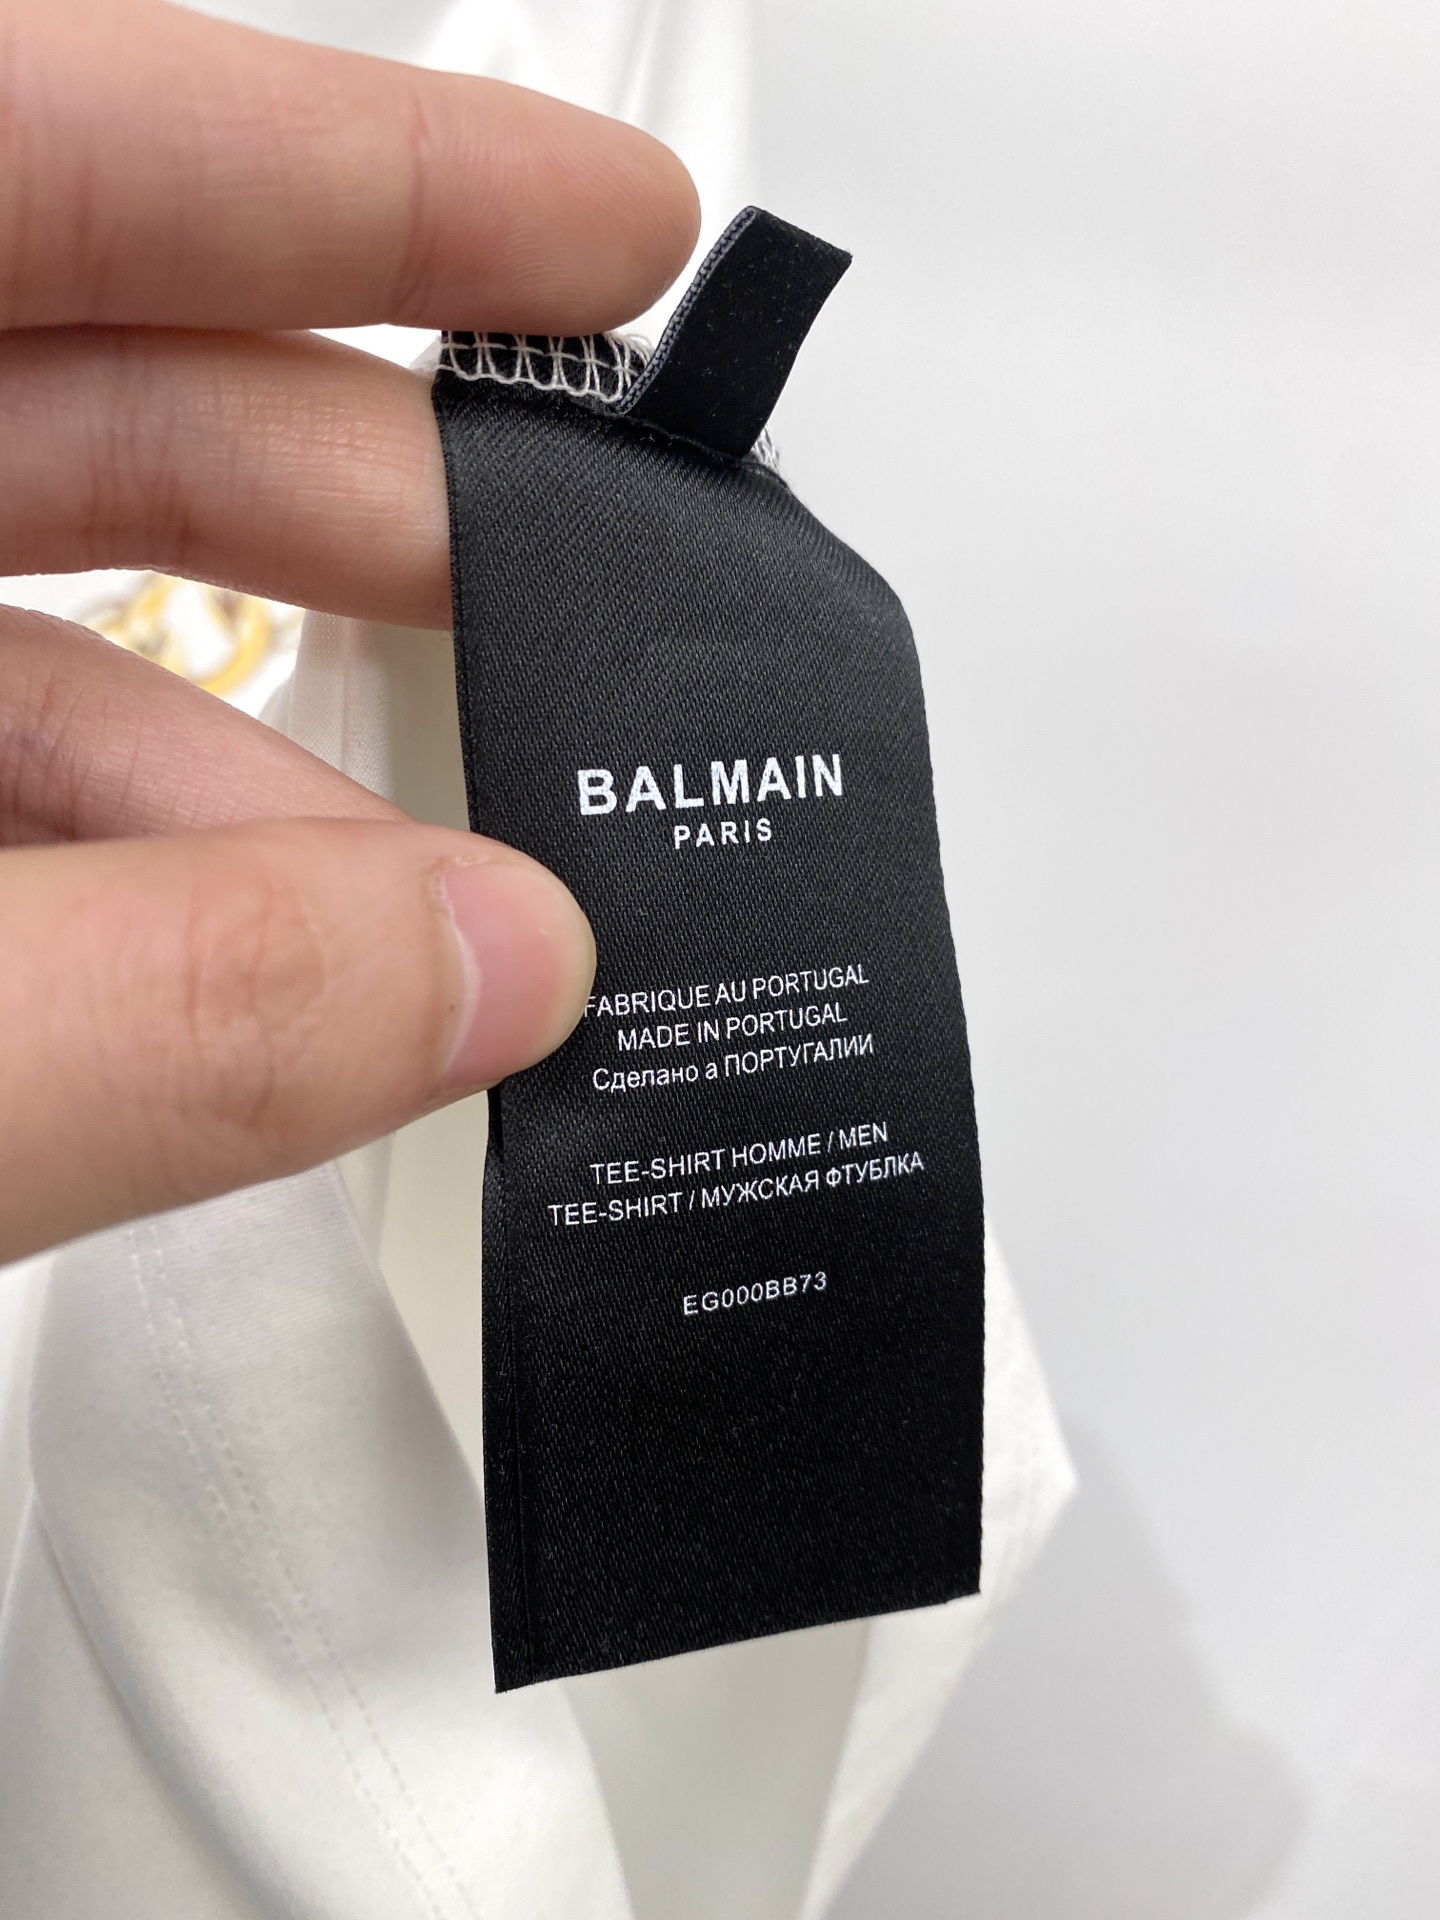 BALMAIN
PARIS
FABRIQUE AU PORTUGAL
MADE IN PORTUGAL
Сделано а ПОРТУГАЛИИ
TEE-SHIRT HOMME / MEN
TEE-SHIRT / МУЖСКАЯ ФТУБЛКА
EG000BB73